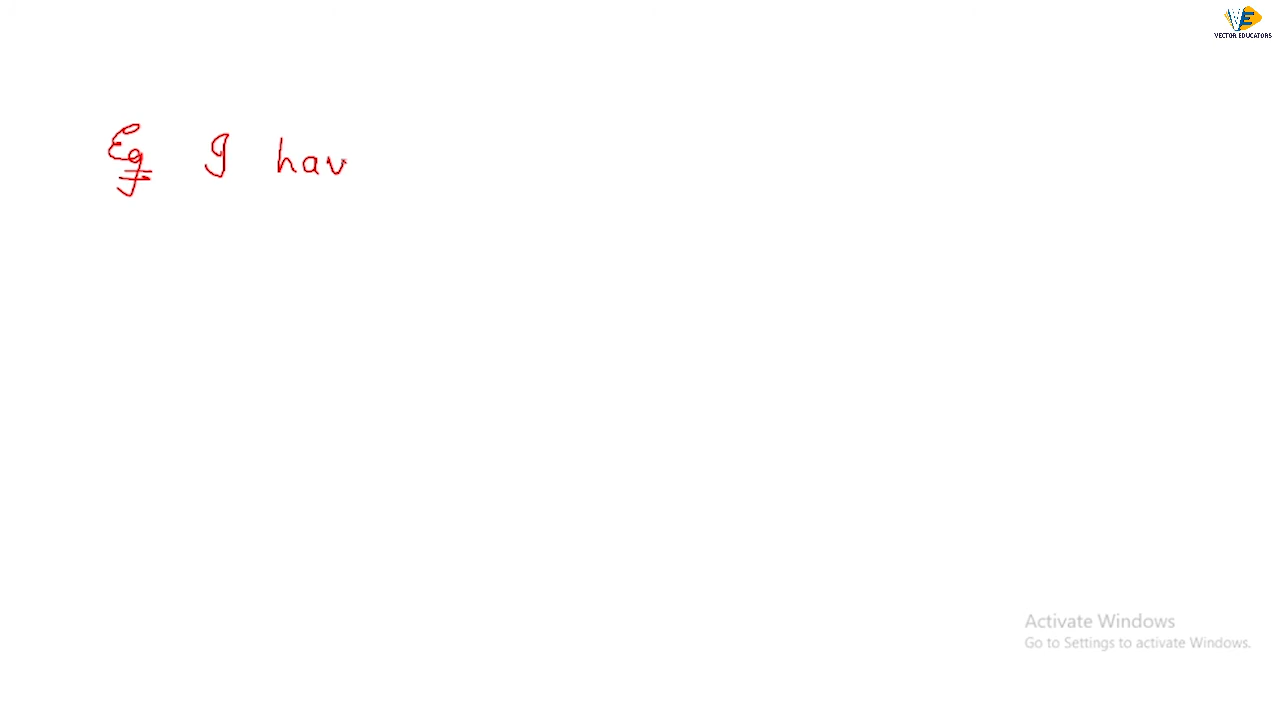 VECTOR EDUCATORS
Eg I hav
Activate Windows
Go to Settings to activate Windows.